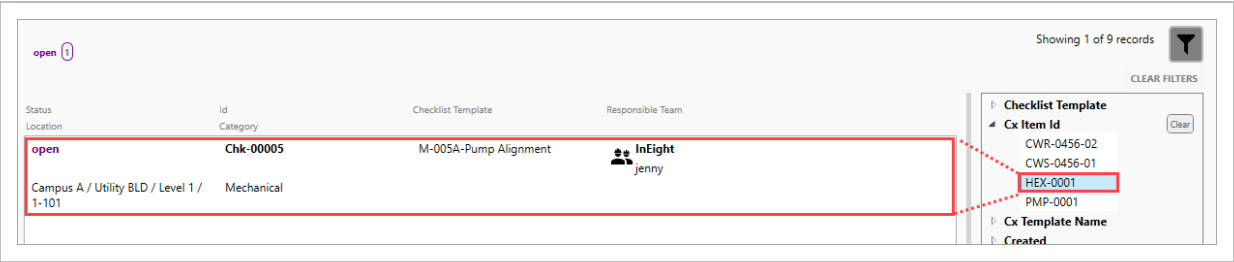 open 1
Showing 1 of 9 records
CLEAR FILTERS
Status Id Checklist Template Responsible Team
Location Category
open Chk-00005 M-005A-Pump Alignment InEight
jenny
Campus A / Utility BLD / Level 1 / Mechanical
1-101
Checklist Template
Cx Item Id Clear
CWR-0456-02
CWS-0456-01
HEX-0001
PMP-0001
Cx Template Name
Created